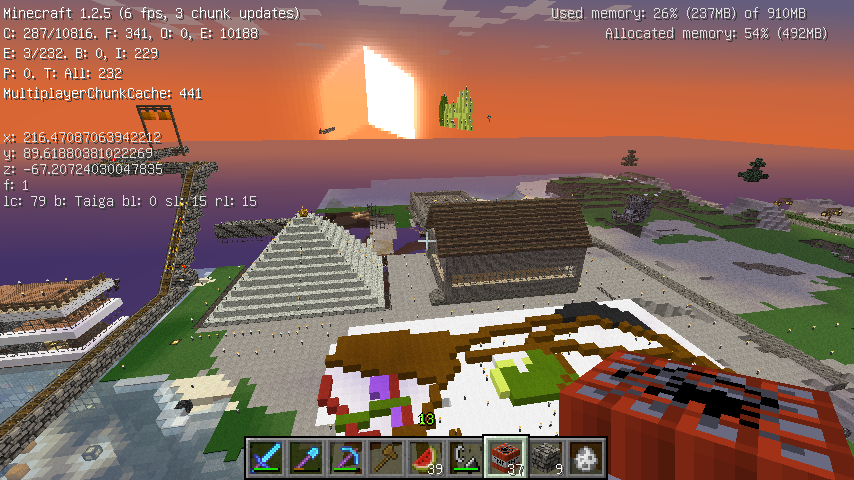 Minecraft 1.2.5 (6 fps, 3 chunk updates)
Used memory: 26% (237MB) of 910MB
C: 287/10816. F: 341, O: 0, E: 10188
Allocated memory: 54% (492MB)
E: 3/232. B: 0, I: 229
P: 0. T: All: 232
MultiplayerChunkCache: 441
x: 216.47087063942212
y: 89.61880381022269
z: -67.20724030047835
f: 1
lc: 79 b: Taiga bl: 0 sl: 15 rl: 15
13
39
37
9